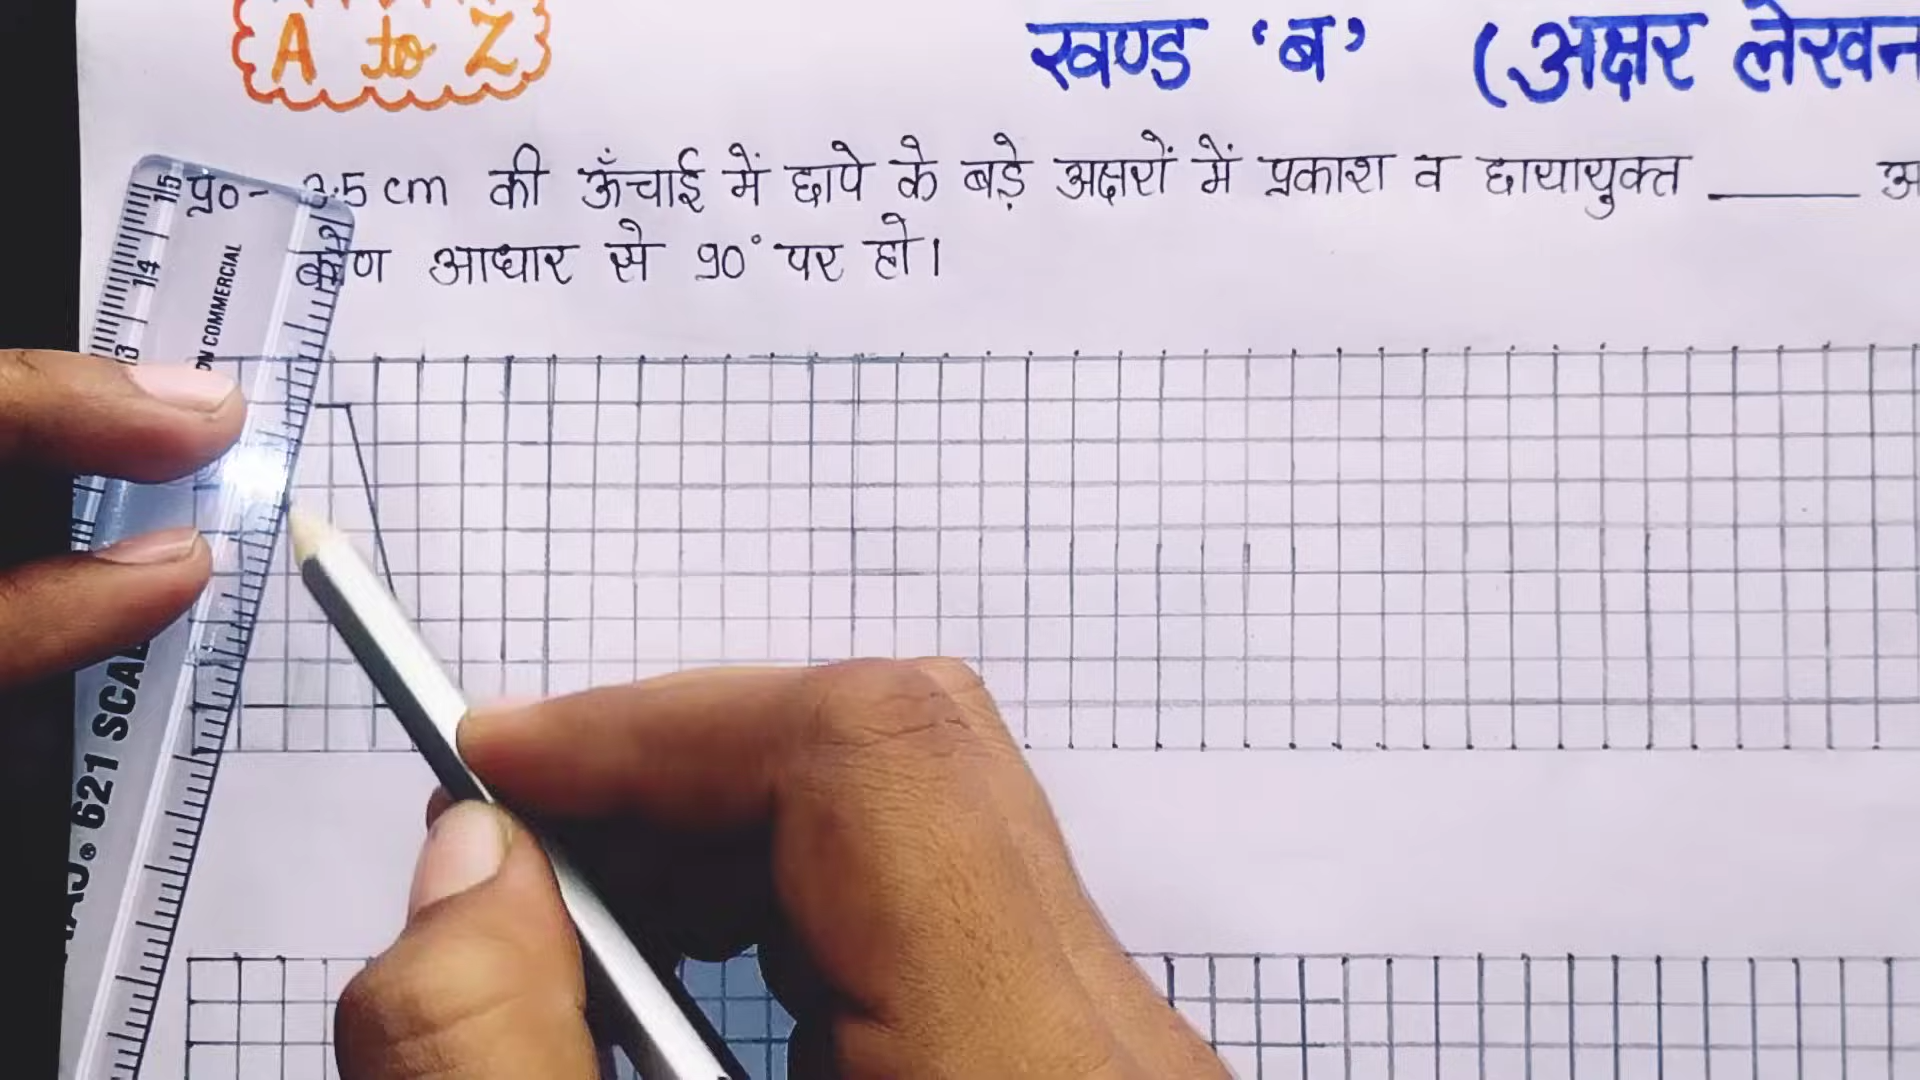 A to Z
खण्ड 'ब' (अक्षर लेखन
प्र०- 3.5 cm की ऊँचाई में छापे के बड़े अक्षरों में प्रकाश व छायायुक्त _____ अ
कोण आधार से 90° पर हो।
15
14
13
ON COMMERCIAL
621 SCA